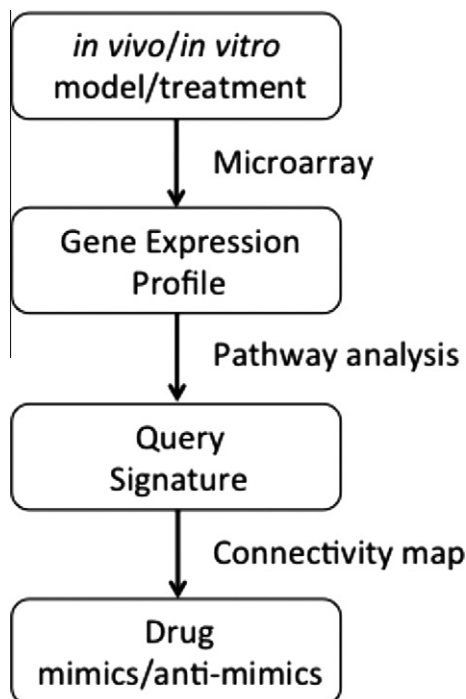 in vivo/in vitro
model/treatment
Microarray
Gene Expression
Profile
Pathway analysis
Query
Signature
Connectivity map
Drug
mimics/anti-mimics